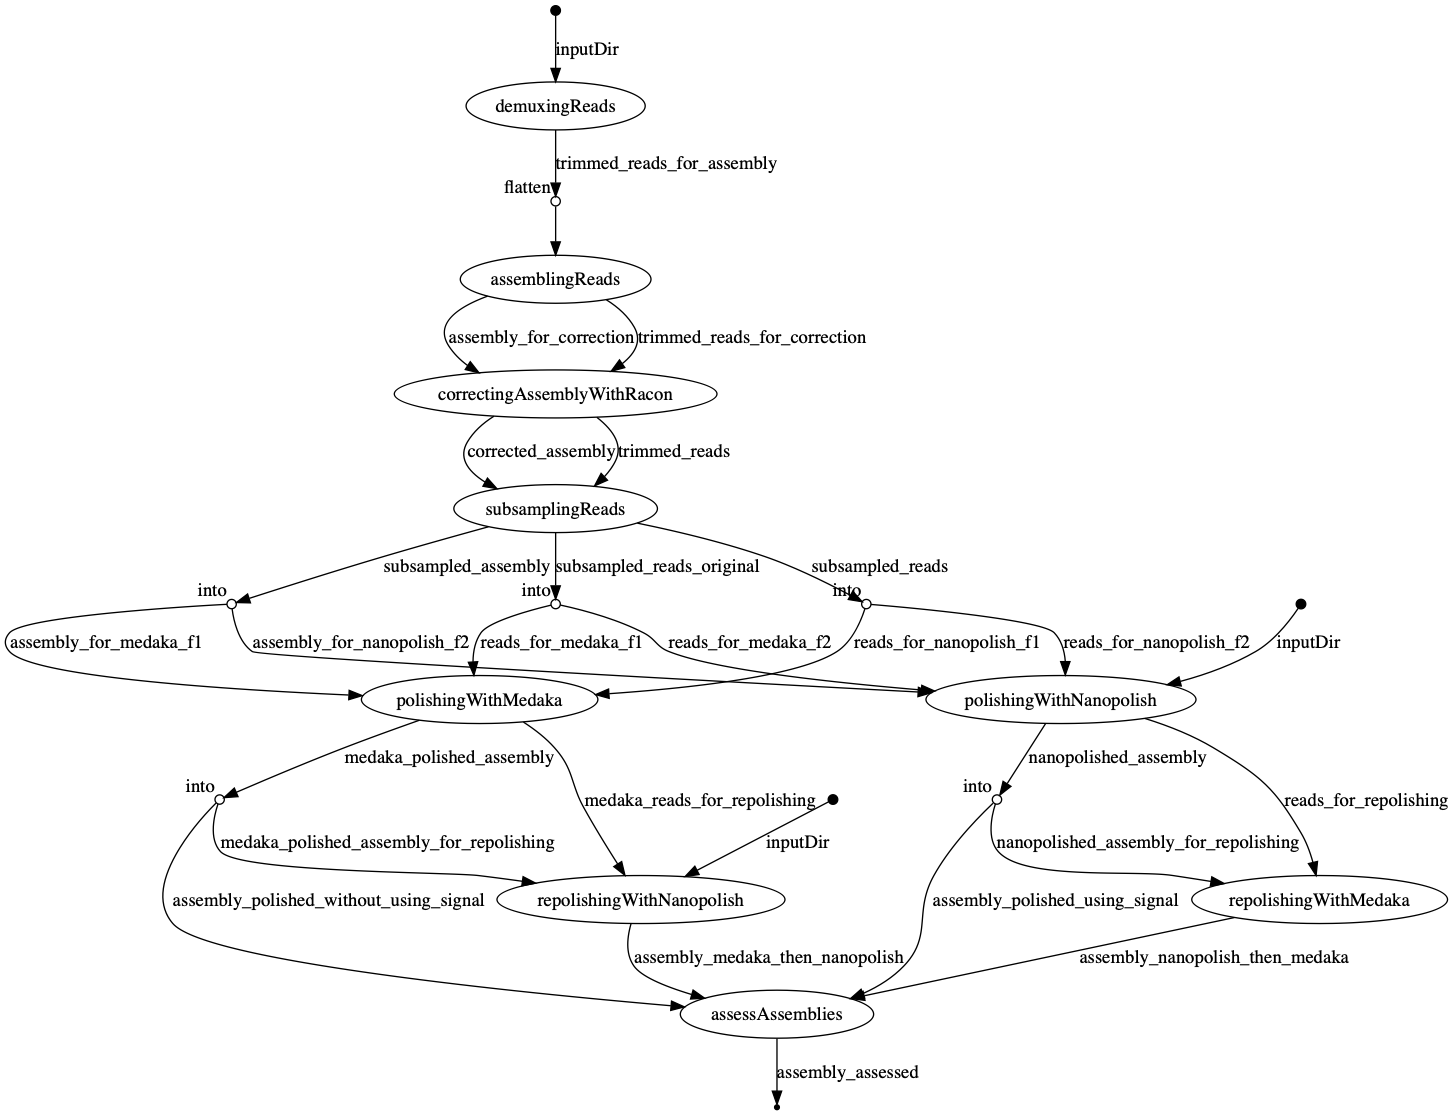 inputDir
demuxingReads
trimmed_reads_for_assembly
flatten
assemblingReads
assembly_for_correction
trimmed_reads_for_correction
correctingAssemblyWithRacon
corrected_assembly
trimmed_reads
subsamplingReads
subsampled_assembly
subsampled_reads_original
subsampled_reads
into
into
into
assembly_for_medaka_f1
assembly_for_nanopolish_f2
reads_for_medaka_f1
reads_for_medaka_f2
reads_for_nanopolish_f1
reads_for_nanopolish_f2
inputDir
polishingWithMedaka
polishingWithNanopolish
medaka_polished_assembly
nanopolished_assembly
into
into
medaka_reads_for_repolishing
reads_for_repolishing
medaka_polished_assembly_for_repolishing
inputDir
nanopolished_assembly_for_repolishing
assembly_polished_without_using_signal
repolishingWithNanopolish
assembly_polished_using_signal
repolishingWithMedaka
assembly_medaka_then_nanopolish
assembly_nanopolish_then_medaka
assessAssemblies
assembly_assessed